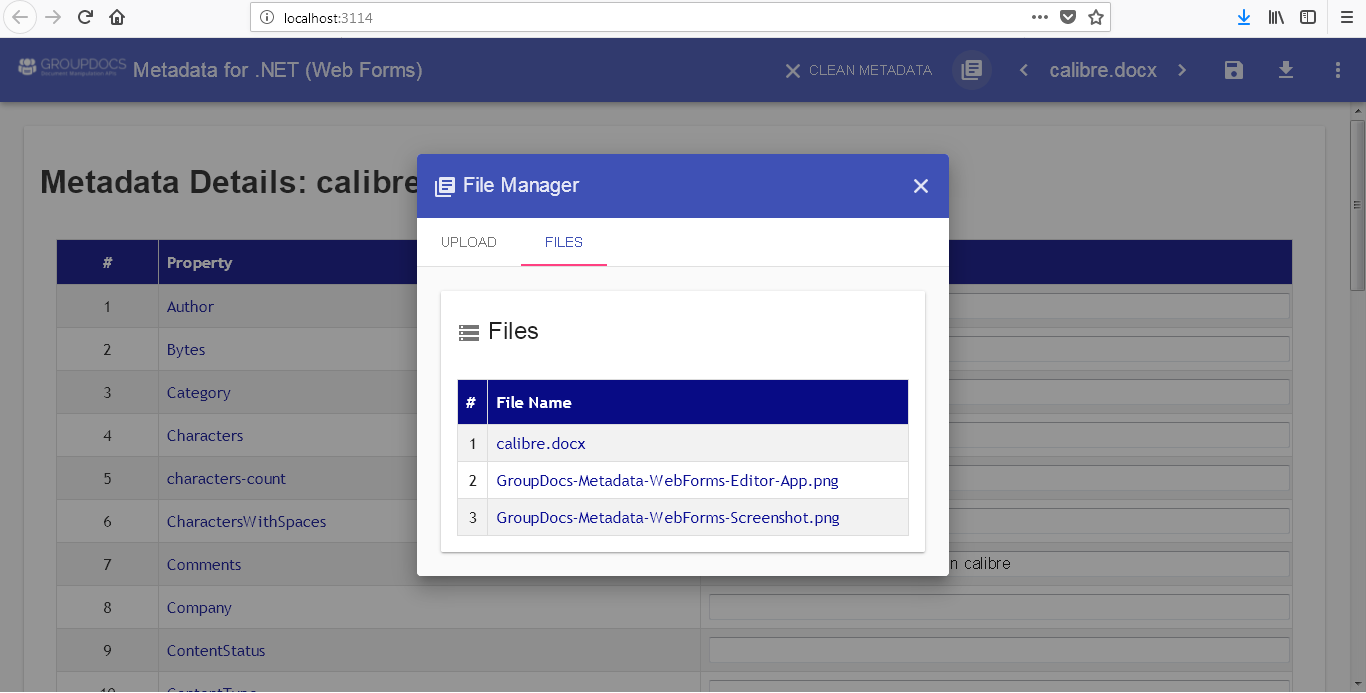 localhost:3114
GROUPDOCS
Document Manipulation APIs
Metadata for .NET (Web Forms)
CLEAN METADATA
calibre.docx
Metadata Details: calibre
# Property
1 Author
2 Bytes
3 Category
4 Characters
5 characters-count
6 CharactersWithSpaces
7 Comments
n calibre
8 Company
9 ContentStatus
10 ContentType
File Manager
UPLOAD FILES
Files
# File Name
1 calibre.docx
2 GroupDocs-Metadata-WebForms-Editor-App.png
3 GroupDocs-Metadata-WebForms-Screenshot.png